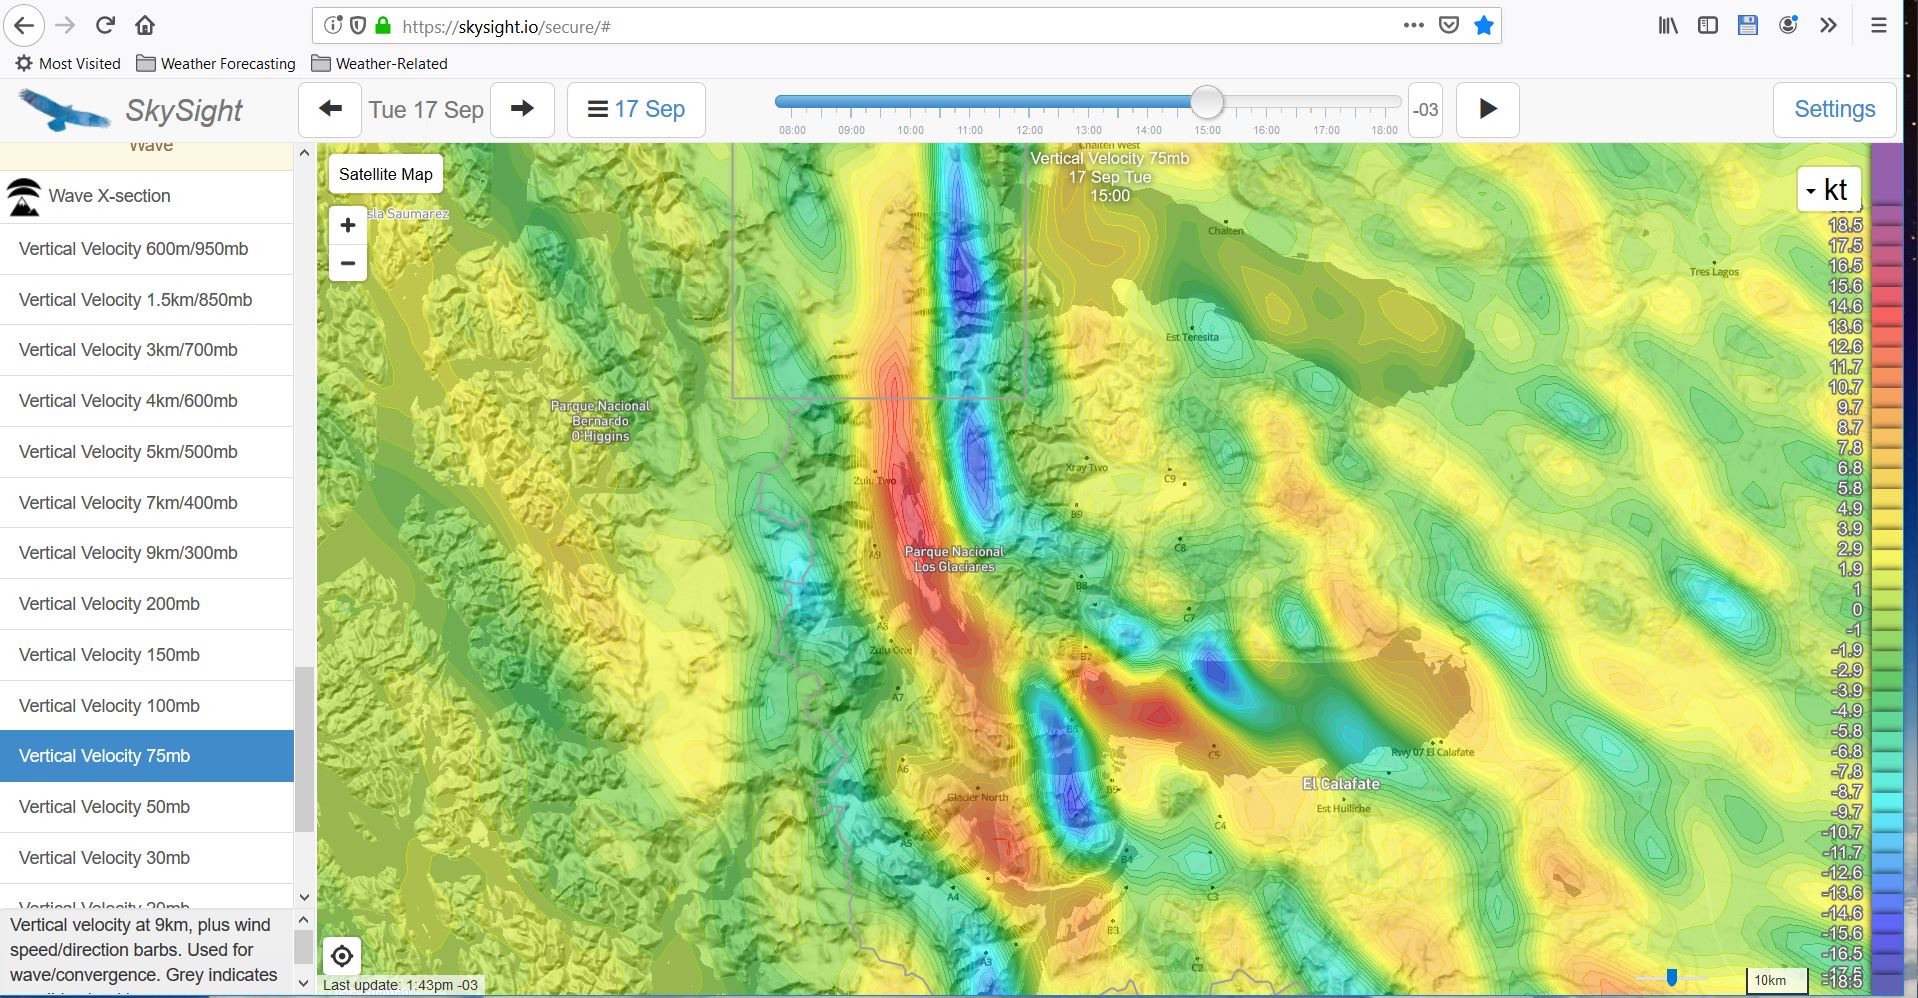 https://skysight.io/secure/#
Most Visited
Weather Forecasting
Weather-Related
SkySight
Tue 17 Sep
17 Sep
08:00 09:00 10:00 11:00 12:00 13:00 14:00 15:00 16:00 17:00 18:00
-03
Settings
Wave
Wave X-section
Vertical Velocity 600m/950mb
Vertical Velocity 1.5km/850mb
Vertical Velocity 3km/700mb
Vertical Velocity 4km/600mb
Vertical Velocity 5km/500mb
Vertical Velocity 7km/400mb
Vertical Velocity 9km/300mb
Vertical Velocity 200mb
Vertical Velocity 150mb
Vertical Velocity 100mb
Vertical Velocity 75mb
Vertical Velocity 50mb
Vertical Velocity 30mb
Vertical velocity at 9km, plus wind
speed/direction barbs. Used for
wave/convergence. Grey indicates
Satellite Map
+
−
sla Saumarez
Chalten West
Vertical Velocity 75mb
17 Sep Tue
15:00
Chalten
Tres Lagos
Est Teresita
Parque Nacional
Bernardo
O'Higgins
Xray Two
Zulu Two
C9
B9
A9
Parque Nacional
Los Glaciares
C8
B8
C7
A8
Zulu One
B7
C6
A7
B6
C5
Rwy 07 El Calafate
A6
El Calafate
B5
Glacier North
Est Huiliche
C4
A5
B4
A4
C3
B3
A3
C2
kt
18.5
17.5
16.5
15.6
14.6
13.6
12.6
11.7
10.7
9.7
8.7
7.8
6.8
5.8
4.9
3.9
2.9
1.9
1
0
-1
-1.9
-2.9
-3.9
-4.9
-5.8
-6.8
-7.8
-8.7
-9.7
-10.7
-11.7
-12.6
-13.6
-14.6
-15.6
-16.5
-17.5
-18.5
10km
Last update: 1:43pm -03